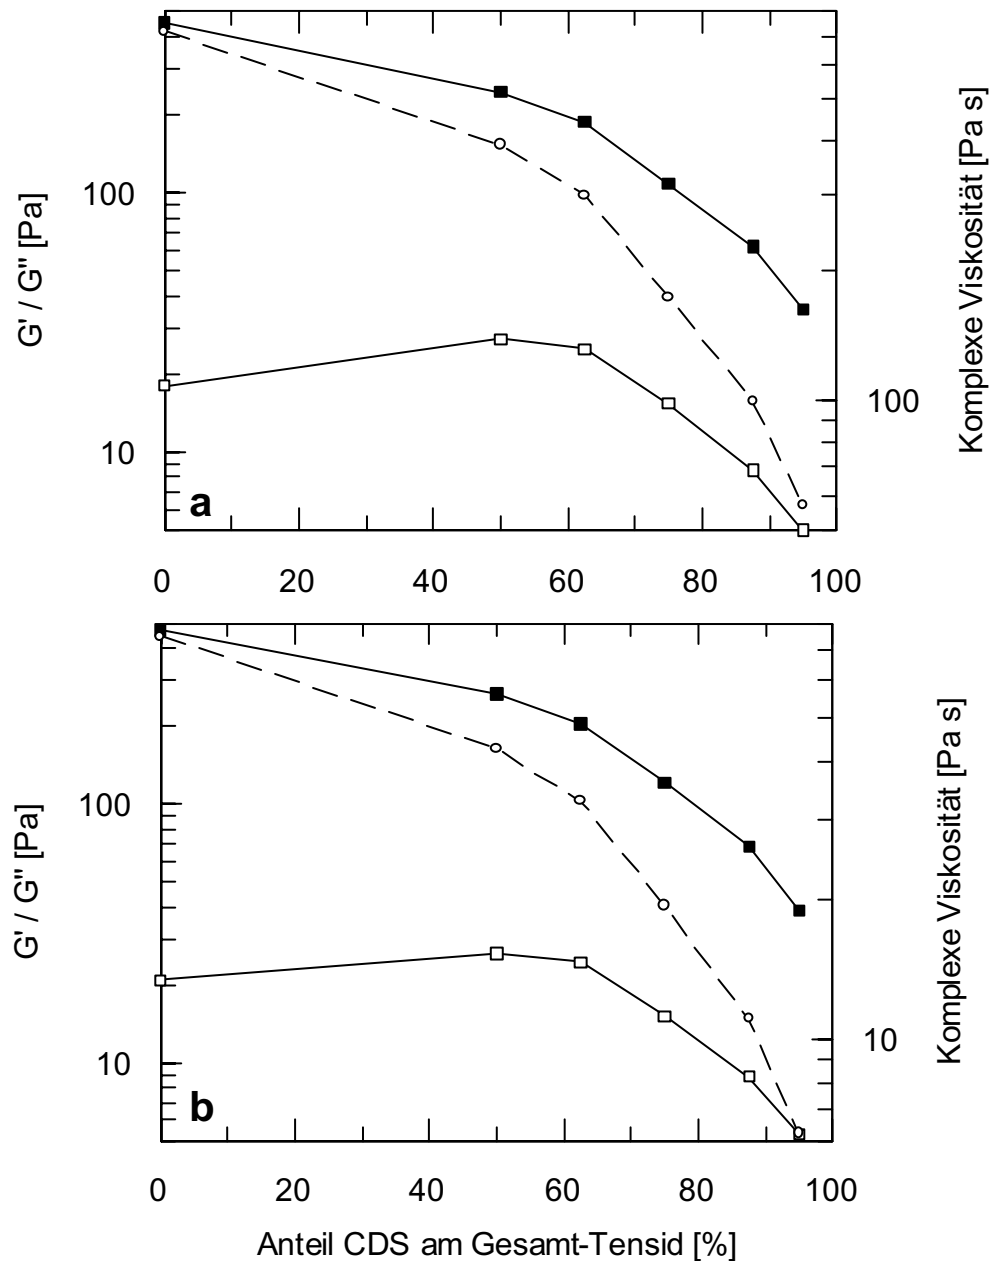 G' / G" [Pa]
100
10
a
100
Komplexe Viskosität [Pa s]
0 20 40 60 80 100
G' / G" [Pa]
100
10
b
10
Komplexe Viskosität [Pa s]
0 20 40 60 80 100
Anteil CDS am Gesamt-Tensid [%]